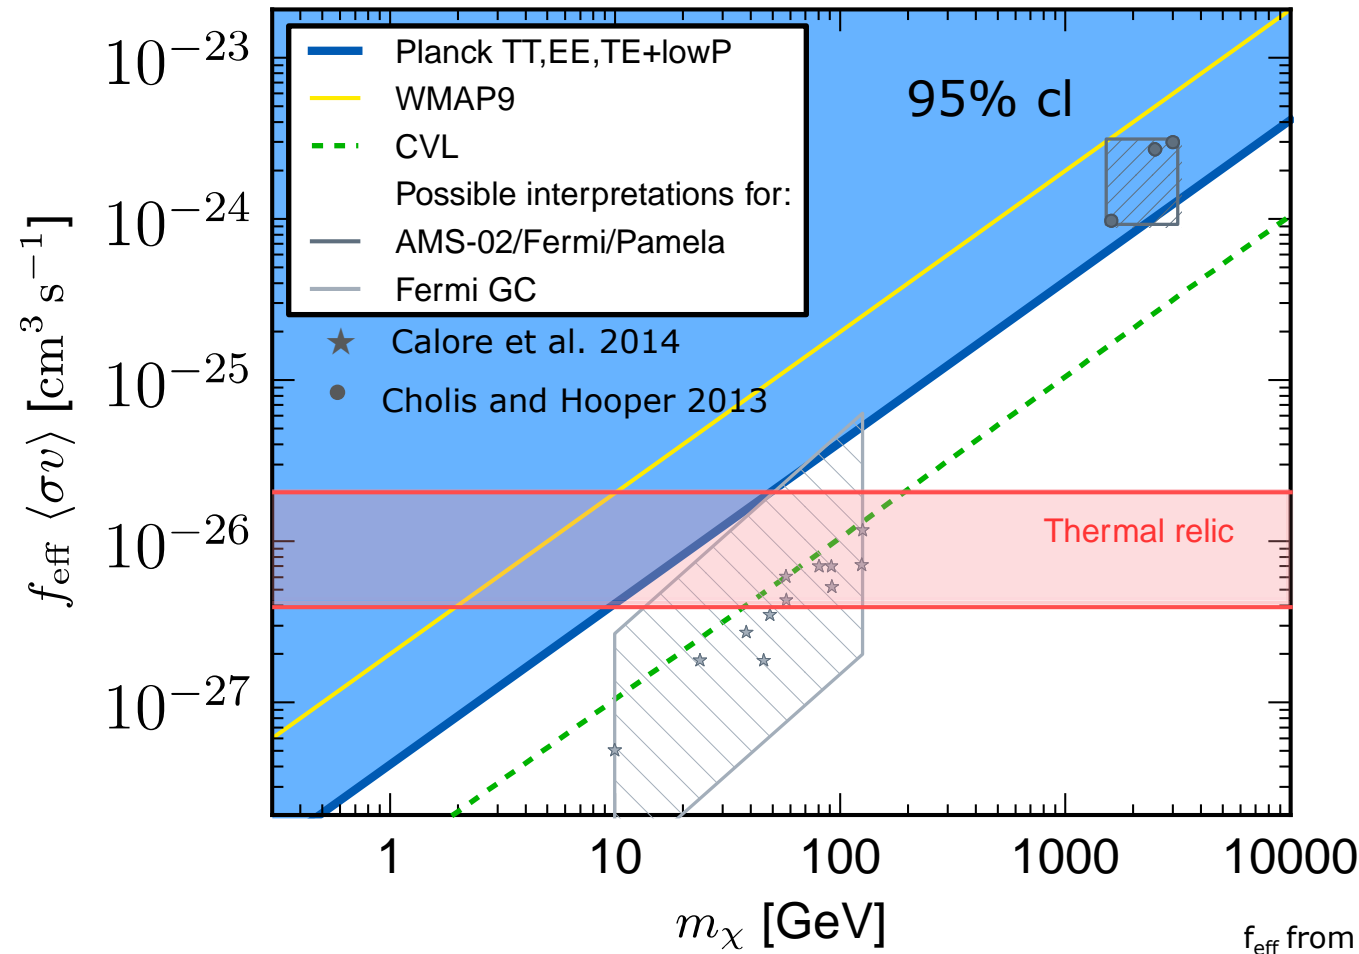 10⁻²³
10⁻²⁴
10⁻²⁵
10⁻²⁶
10⁻²⁷
f_eff ⟨σv⟩ [cm³ s⁻¹]
Planck TT,EE,TE+lowP
WMAP9
CVL
Possible interpretations for:
AMS-02/Fermi/Pamela
Fermi GC
Calore et al. 2014
Cholis and Hooper 2013
95% cl
Thermal relic
1 10 100 1000 10000
m_χ [GeV]
f_eff from